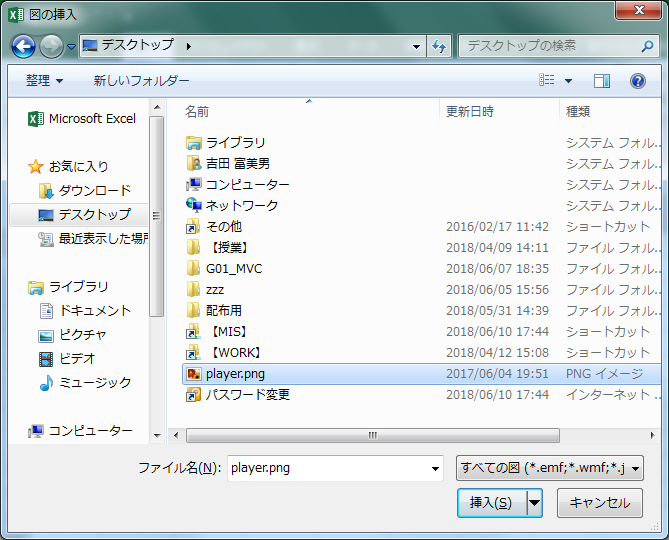 図の挿入
デスクトップ
デスクトップの検索
整理 新しいフォルダー
Microsoft Excel
お気に入り
ダウンロード
デスクトップ
最近表示した場所
ライブラリ
ドキュメント
ピクチャ
ビデオ
ミュージック
コンピューター
名前 更新日時 種類
ライブラリ システム フォル...
吉田 富美男 システム フォル...
コンピューター システム フォル...
ネットワーク システム フォル...
その他 2016/02/17 11:42 ショートカット
【授業】 2018/04/09 14:11 ファイル フォル...
G01_MVC 2018/06/07 18:35 ファイル フォル...
zzz 2018/06/05 15:56 ファイル フォル...
配布用 2018/05/31 14:39 ファイル フォル...
【MIS】 2018/06/10 17:44 ショートカット
【WORK】 2018/04/12 15:08 ショートカット
player.png 2017/06/04 19:51 PNG イメージ
パスワード変更 2018/06/10 17:44 インターネット ...
ファイル名(N): player.png すべての図 (*.emf;*.wmf;*.j
挿入(S) キャンセル